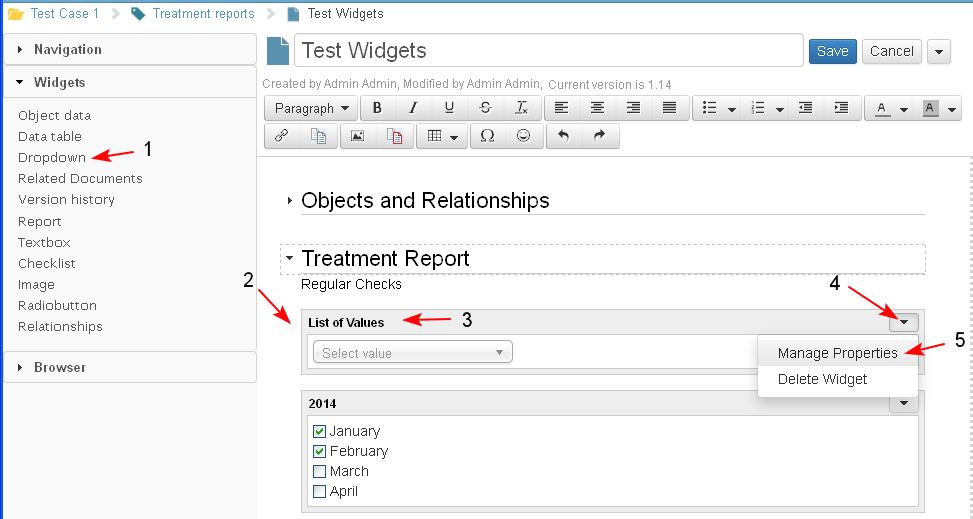 Test Case 1 Treatment reports Test Widgets
Navigation
Widgets
Object data
Data table
Dropdown
1
Related Documents
Version history
Report
Textbox
Checklist
Image
Radiobutton
Relationships
Browser
Test Widgets
Save Cancel
Created by Admin Admin, Modified by Admin Admin, Current version is 1.14
Paragraph B I U S Tx A A
Ω
Objects and Relationships
Treatment Report
Regular Checks
2
List of Values
3
4
Select value
Manage Properties
5
Delete Widget
2014
January
February
March
April